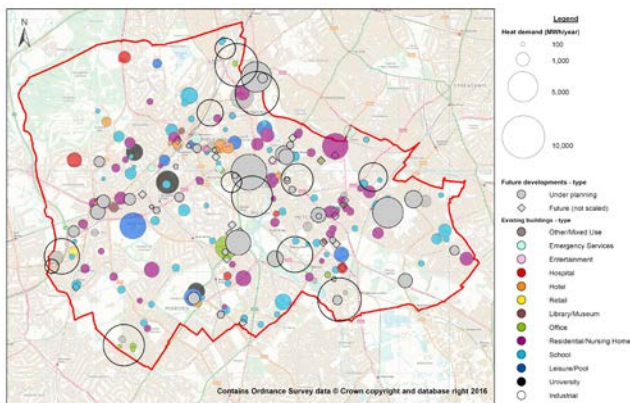 N
Legend
Heat demand (MWh/year)
100
1,000
5,000
10,000
Future developments - type
Under planning
Future (not scaled)
Existing buildings - type
Other/Mixed Use
Emergency Services
Entertainment
Hospital
Hotel
Retail
Library/Museum
Office
Residential/Nursing Home
School
Leisure/Pool
University
Industrial
Contains Ordnance Survey data © Crown copyright and database right 2016